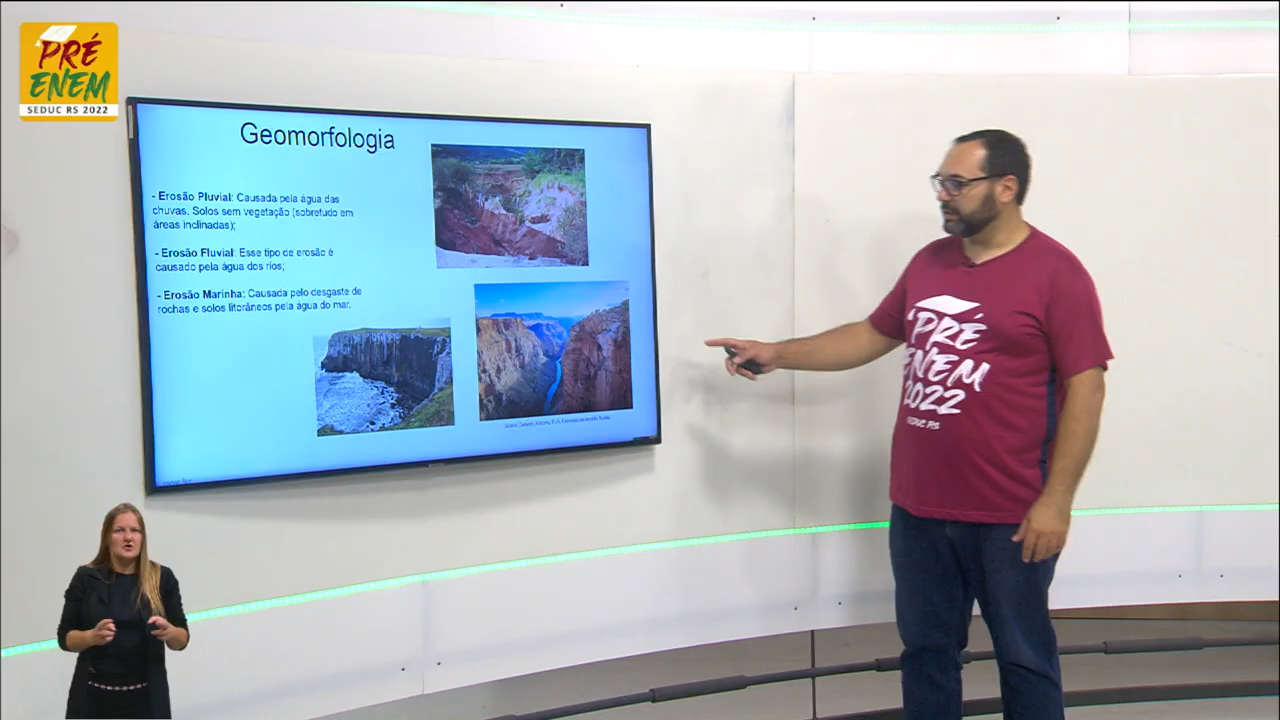 PRÉ
ENEM
SEDUC RS 2022
Geomorfologia
- Erosão Pluvial: Causada pela água das
chuvas. Solos sem vegetação (sobretudo em
áreas inclinadas);
- Erosão Fluvial: Esse tipo de erosão é
causado pela água dos rios;
- Erosão Marinha: Causada pelo desgaste de
rochas e solos litorâneos pela água do mar.
PRÉ
ENEM
2022
SEDUC RS